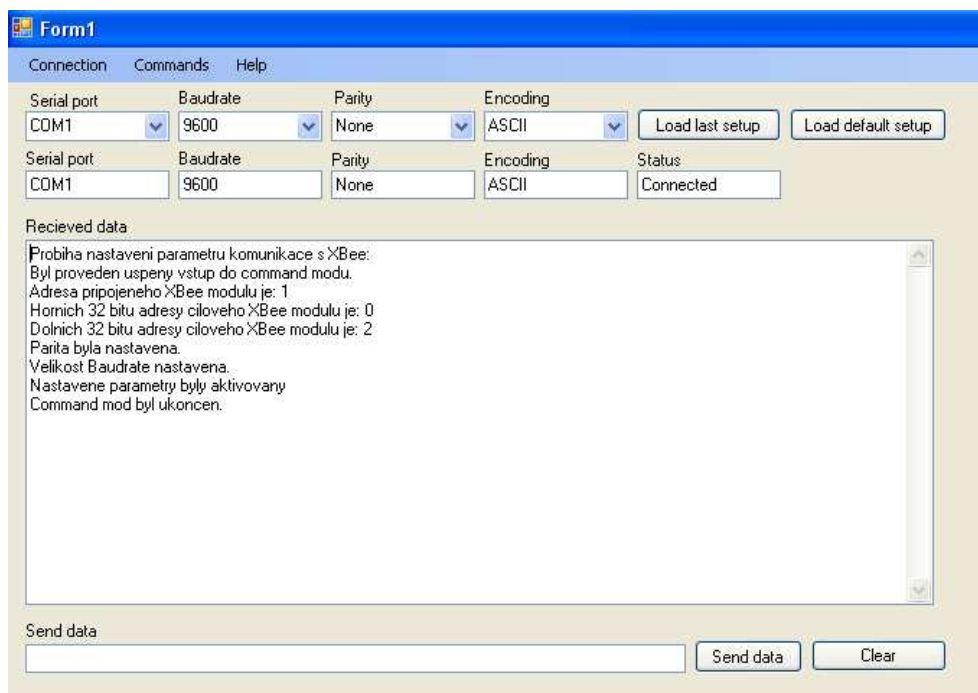 Form1
Connection Commands Help
Serial port Baudrate Parity Encoding
COM1 9600 None ASCII Load last setup Load default setup
Serial port Baudrate Parity Encoding Status
COM1 9600 None ASCII Connected
Recieved data
Probiha nastaveni parametru komunikace s XBee:
Byl proveden uspeny vstup do command modu.
Adresa pripojeneho XBee modulu je: 1
Hornich 32 bitu adresy ciloveho XBee modulu je: 0
Dolnich 32 bitu adresy ciloveho XBee modulu je: 2
Parita byla nastavena.
Velikost Baudrate nastavena.
Nastavene parametry byly aktivovany
Command mod byl ukoncen.
Send data
Send data Clear